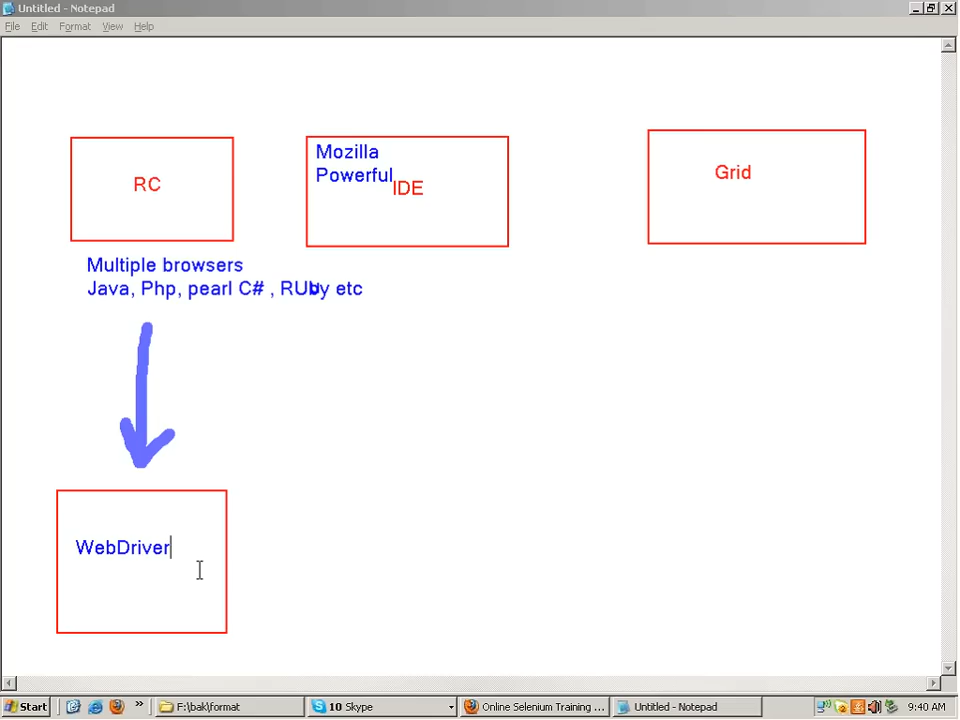 Untitled - Notepad
File Edit Format View Help
RC
Mozilla
Powerful
IDE
Grid
Multiple browsers
Java, Php, pearl C# , RUby etc
WebDriver
Start » F:\bak\format 10 Skype Online Selenium Training ... Untitled - Notepad 9:40 AM